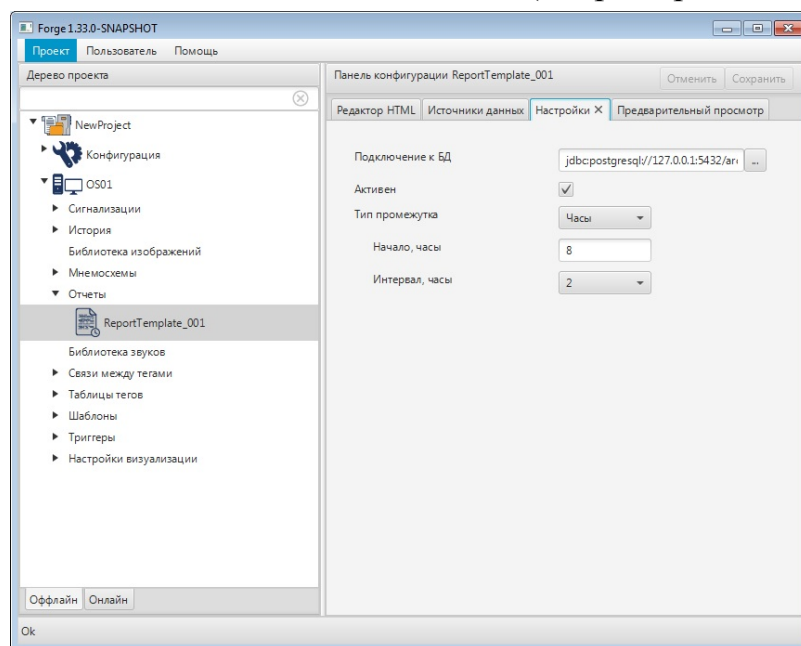 Forge 1.33.0-SNAPSHOT
Проект Пользователь Помощь
Дерево проекта
Панель конфигурации ReportTemplate_001
Отменить Сохранить
Редактор HTML Источники данных Настройки X Предварительный просмотр
NewProject
Конфигурация
OS01
Сигнализации
История
Библиотека изображений
Мнемосхемы
Отчеты
ReportTemplate_001
Библиотека звуков
Связи между тегами
Таблицы тегов
Шаблоны
Триггеры
Настройки визуализации
Подключение к БД jdbc:postgresql://127.0.0.1:5432/ar ...
Активен
Тип промежутка Часы
Начало, часы 8
Интервал, часы 2
Оффлайн Онлайн
Ok